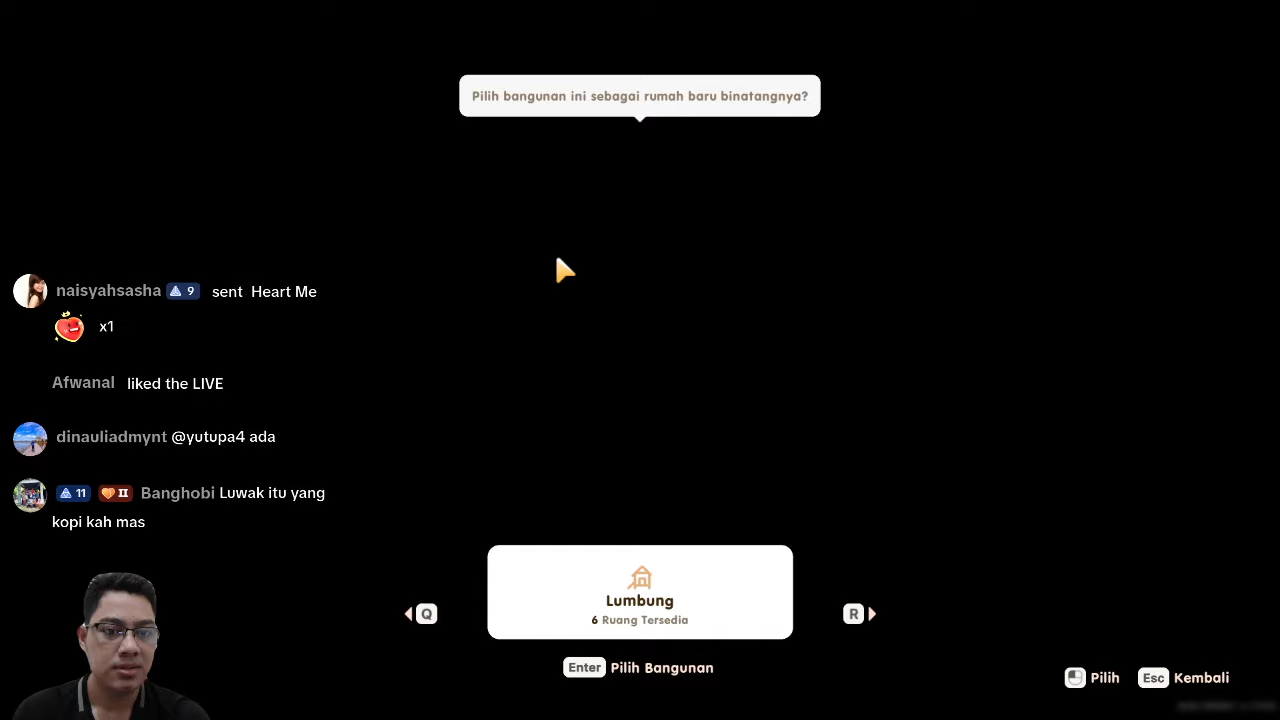 Pilih bangunan ini sebagai rumah baru binatangnya?
naisyahsasha 9 sent Heart Me
x1
Afwanal liked the LIVE
dinauliadmynt @yutupa4 ada
11 II Banghobi Luwak itu yang
kopi kah mas
Lumbung
6 Ruang Tersedia
Q
R
Enter Pilih Bangunan
Pilih Esc Kembali